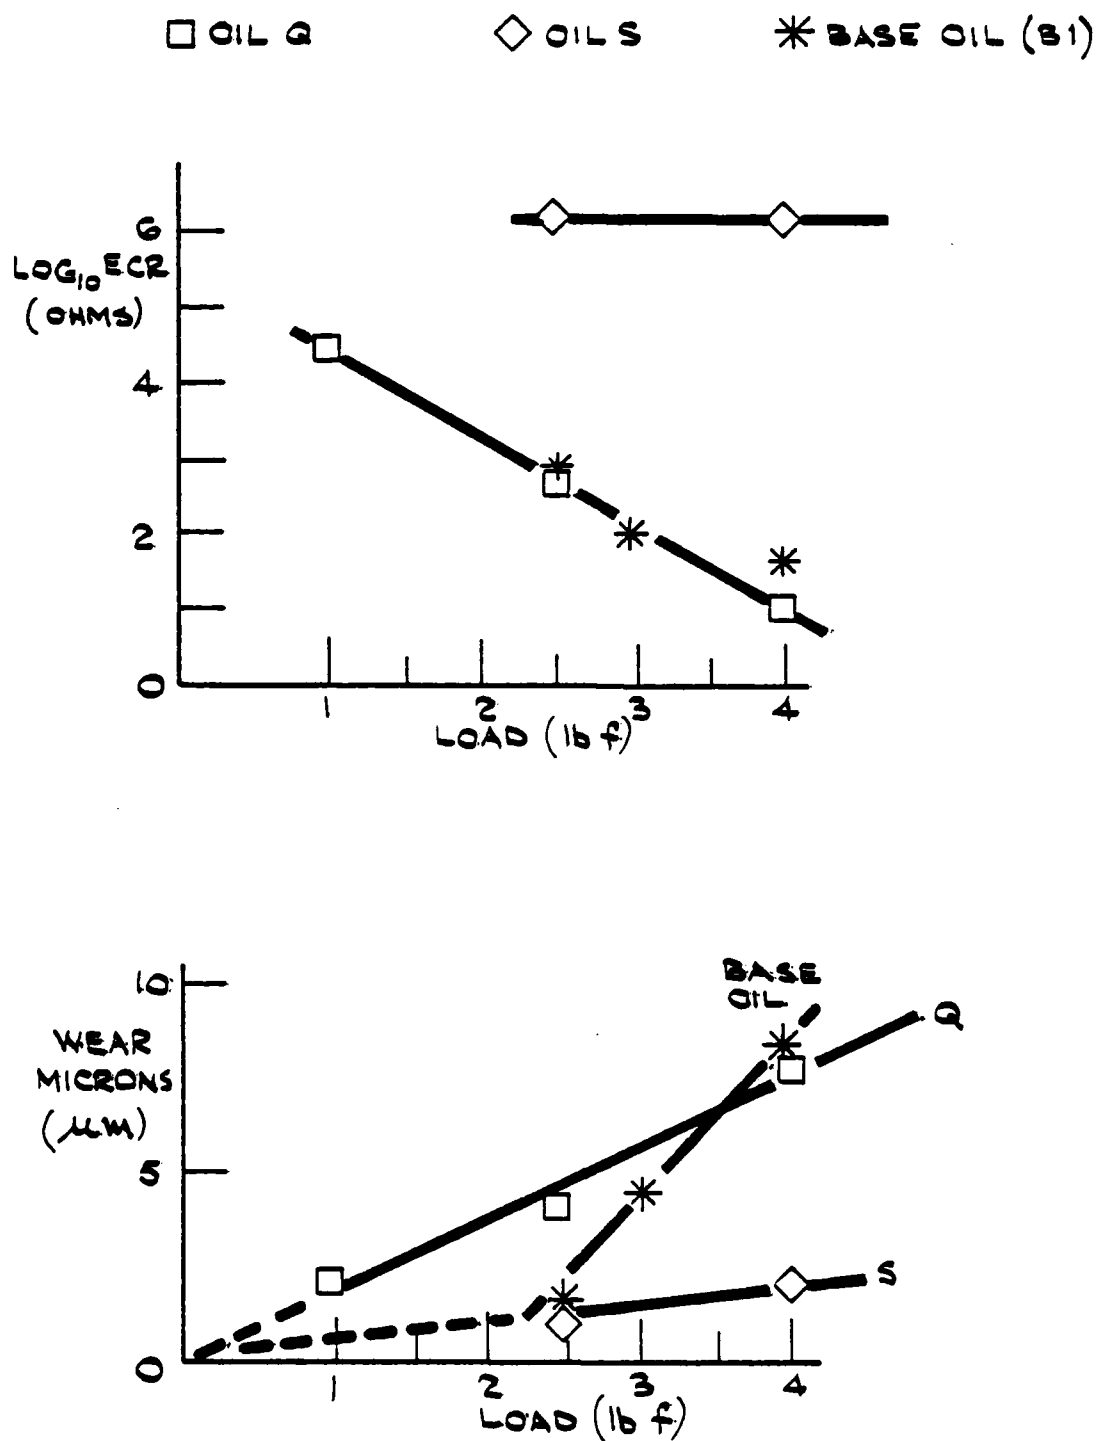 OIL Q OIL S BASE OIL (B1)
6
LOG10 ECR
(OHMS)
4
2
0
1 2 3 4
LOAD (lb f)
BASE
OIL
Q
10
WEAR
MICRONS
(μm)
5
S
0
1 2 3 4
LOAD (lb f)